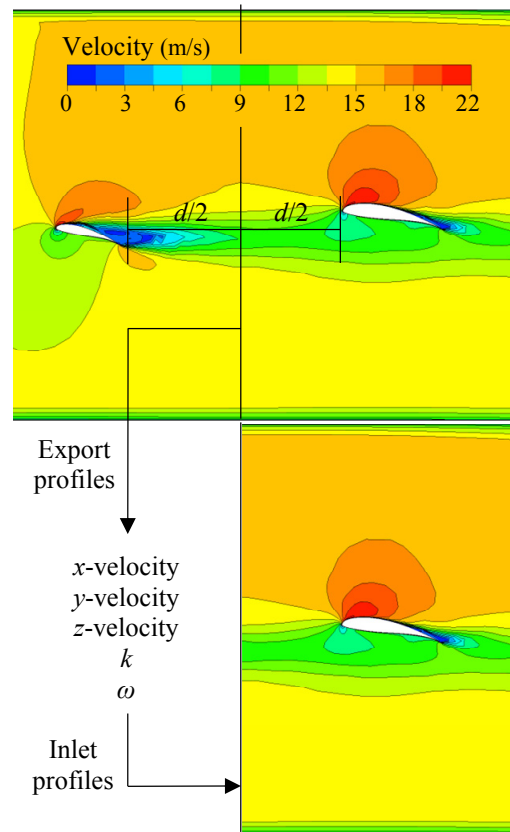 Velocity (m/s)
0 3 6 9 12 15 18 22
d/2 d/2
Export
profiles
x-velocity
y-velocity
z-velocity
k
ω
Inlet
profiles